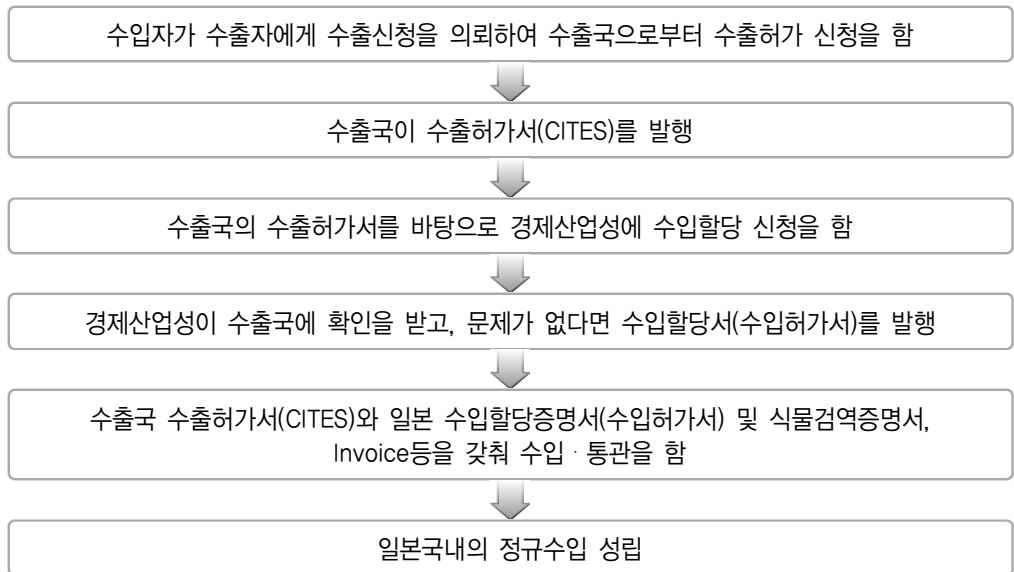 수입자가 수출자에게 수출신청을 의뢰하여 수출국으로부터 수출허가 신청을 함
수출국이 수출허가서(CITES)를 발행
수출국의 수출허가서를 바탕으로 경제산업성에 수입할당 신청을 함
경제산업성이 수출국에 확인을 받고, 문제가 없다면 수입할당서(수입허가서)를 발행
수출국 수출허가서(CITES)와 일본 수입할당증명서(수입허가서) 및 식물검역증명서,
Invoice등을 갖춰 수입·통관을 함
일본국내의 정규수입 성립